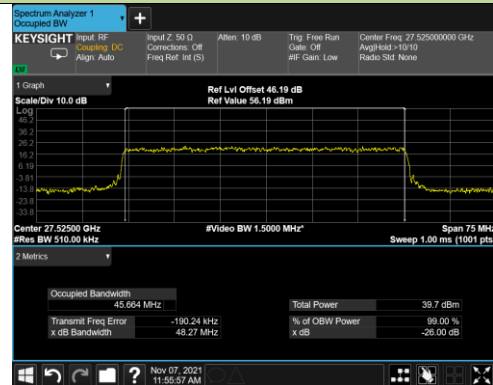 Spectrum Analyzer 1
Occupied BW
+
KEYSIGHT Input: RF Input Z: 50 Ω Atten: 10 dB Trig: Free Run Center Freq: 27.525000000 GHz
Coupling: DC Corrections: Off Gate: Off Avg|Hold:>10/10
Align: Auto Freq Ref: Int (S) #IF Gain: Low Radio Std: None
1 Graph
Ref Lvl Offset 46.19 dB
Scale/Div 10.0 dB Ref Value 56.19 dBm
Log
46.2
36.2
26.2
16.2
6.19
-3.81
-13.8
-23.8
-33.8
Center 27.52500 GHz #Video BW 1.5000 MHz* Span 75 MHz
#Res BW 510.00 kHz Sweep 1.00 ms (1001 pts
2 Metrics
Occupied Bandwidth
45.664 MHz Total Power 39.7 dBm
Transmit Freq Error -190.24 kHz % of OBW Power 99.00 %
x dB Bandwidth 48.27 MHz x dB -26.00 dB
? Nov 07, 2021
11:55:57 AM